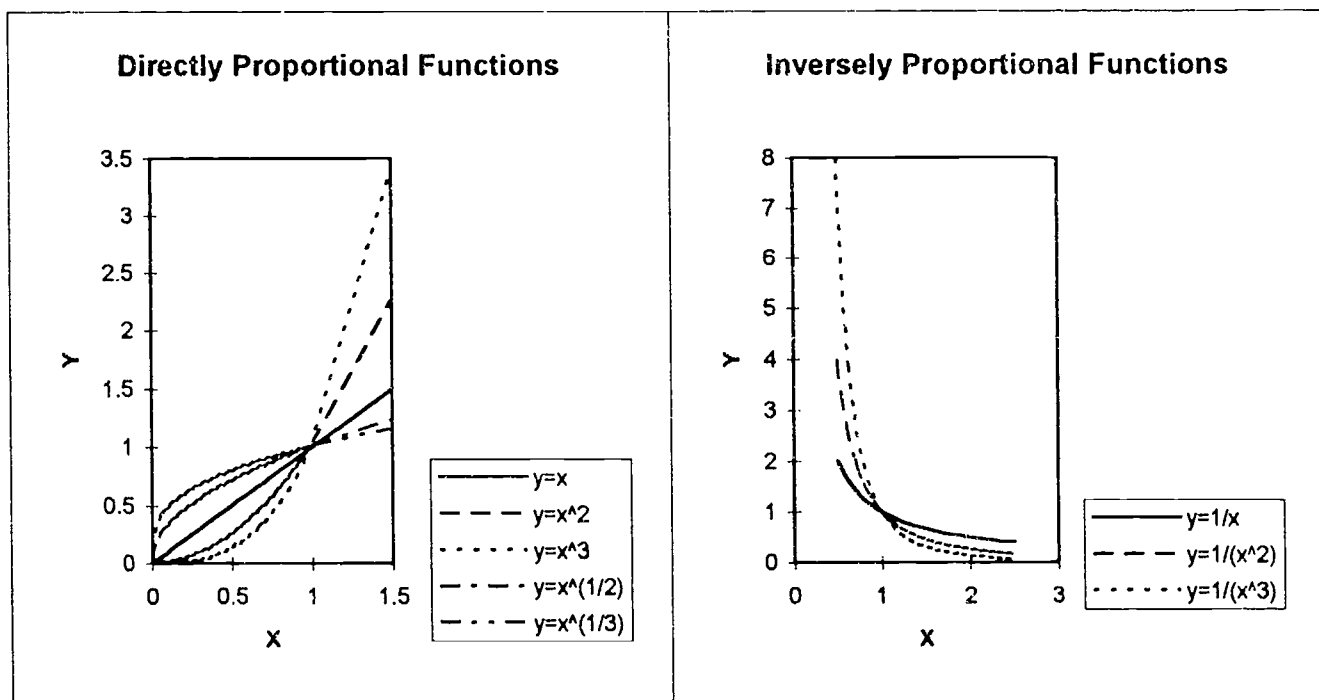 Directly Proportional Functions
3.5
3
2.5
2
1.5
1
0.5
0
Y
0 0.5 1 1.5
X
y=x
y=x^2
y=x^3
y=x^(1/2)
y=x^(1/3)
Inversely Proportional Functions
8
7
6
5
4
3
2
1
0
Y
0 1 2 3
X
y=1/x
y=1/(x^2)
y=1/(x^3)